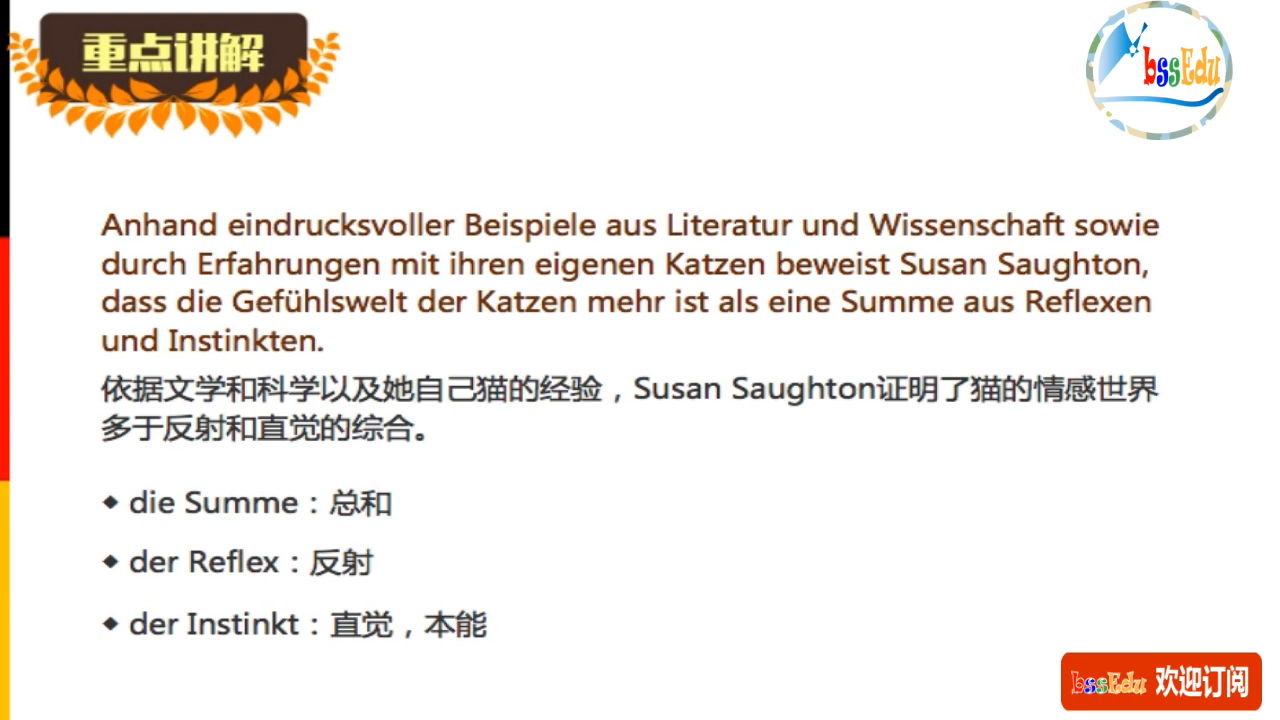 重点讲解
bssEdu
Anhand eindrucksvoller Beispiele aus Literatur und Wissenschaft sowie
durch Erfahrungen mit ihren eigenen Katzen beweist Susan Saughton,
dass die Gefühlswelt der Katzen mehr ist als eine Summe aus Reflexen
und Instinkten.
依据文学和科学以及她自己猫的经验，Susan Saughton证明了猫的情感世界
多于反射和直觉的综合。
◆ die Summe：总和
◆ der Reflex：反射
◆ der Instinkt：直觉，本能
bssEdu 欢迎订阅